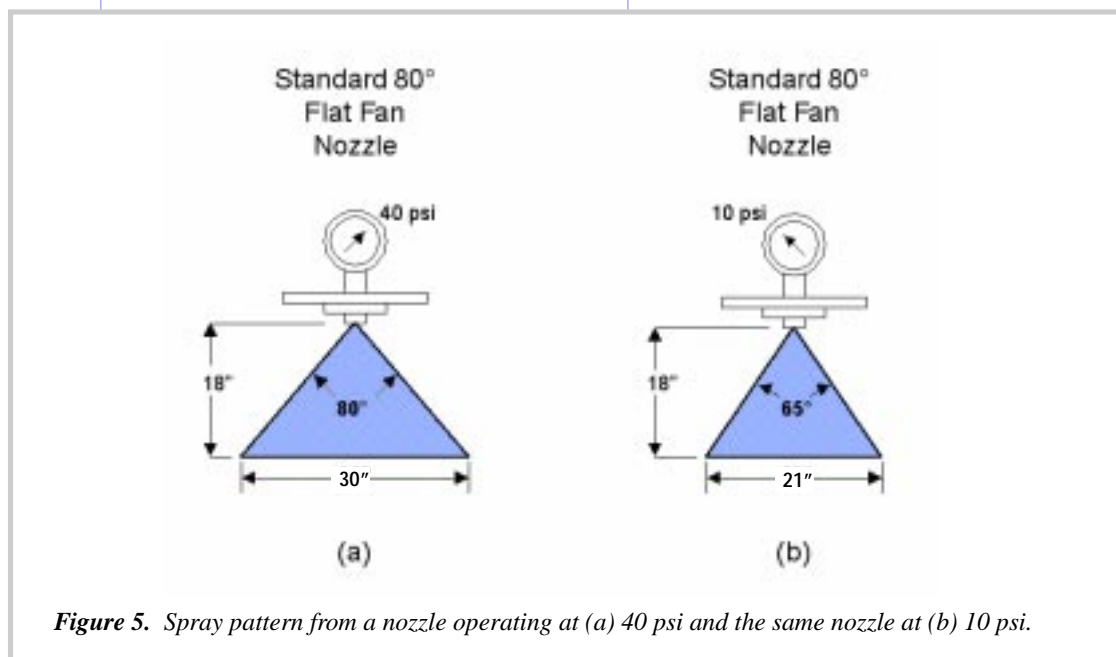 Standard 80°
Flat Fan
Nozzle
40 psi
18"
80°
30"
(a)
Standard 80°
Flat Fan
Nozzle
10 psi
18"
65°
21"
(b)
Figure 5. Spray pattern from a nozzle operating at (a) 40 psi and the same nozzle at (b) 10 psi.